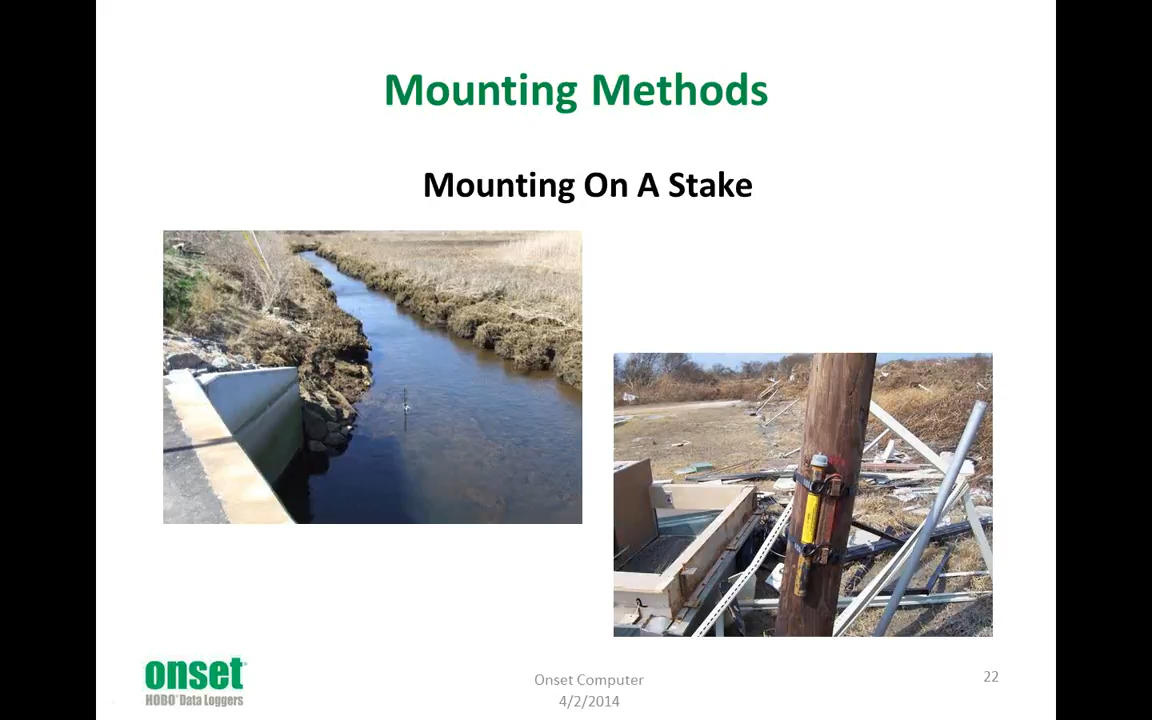 Mounting Methods
Mounting On A Stake
onset
HOBO® Data Loggers
Onset Computer
4/2/2014
22